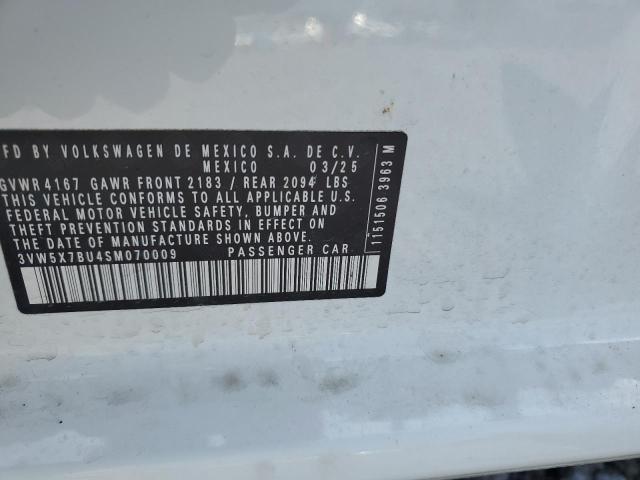 FD BY VOLKSWAGEN DE MEXICO S.A. DE C.V.
MEXICO 03/25
GVWR 4167 GAWR FRONT 2183 / REAR 2094 LBS
THIS VEHICLE CONFORMS TO ALL APPLICABLE U.S.
FEDERAL MOTOR VEHICLE SAFETY, BUMPER AND
THEFT PREVENTION STANDARDS IN EFFECT ON
THE DATE OF MANUFACTURE SHOWN ABOVE.
3VW5X7BU4SM070009 PASSENGER CAR.
1151506 3963 M